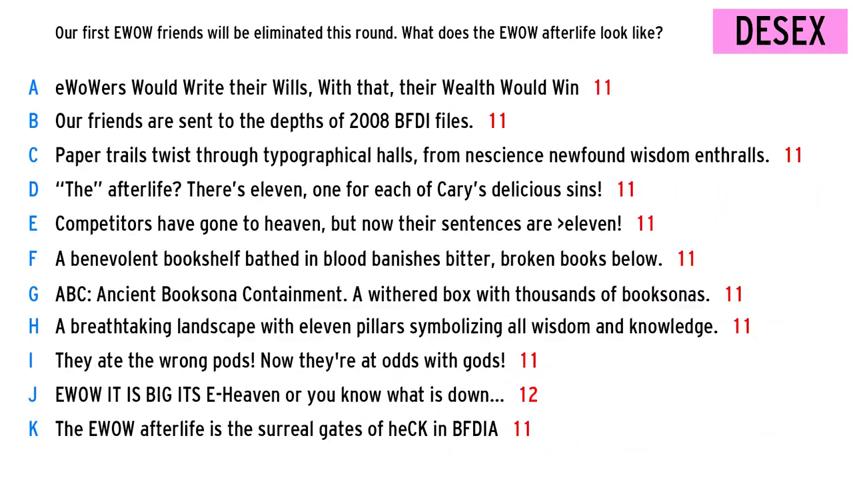 Our first EWOW friends will be eliminated this round. What does the EWOW afterlife look like?
DESEX
A eWoWers Would Write their Wills, With that, their Wealth Would Win 11
B Our friends are sent to the depths of 2008 BFDI files. 11
C Paper trails twist through typographical halls, from nescience newfound wisdom enthralls. 11
D “The” afterlife? There’s eleven, one for each of Cary’s delicious sins! 11
E Competitors have gone to heaven, but now their sentences are >eleven! 11
F A benevolent bookshelf bathed in blood banishes bitter, broken books below. 11
G ABC: Ancient Booksona Containment. A withered box with thousands of booksonas. 11
H A breathtaking landscape with eleven pillars symbolizing all wisdom and knowledge. 11
I They ate the wrong pods! Now they're at odds with gods! 11
J EWOW IT IS BIG ITS E-Heaven or you know what is down... 12
K The EWOW afterlife is the surreal gates of heCK in BFDIA 11